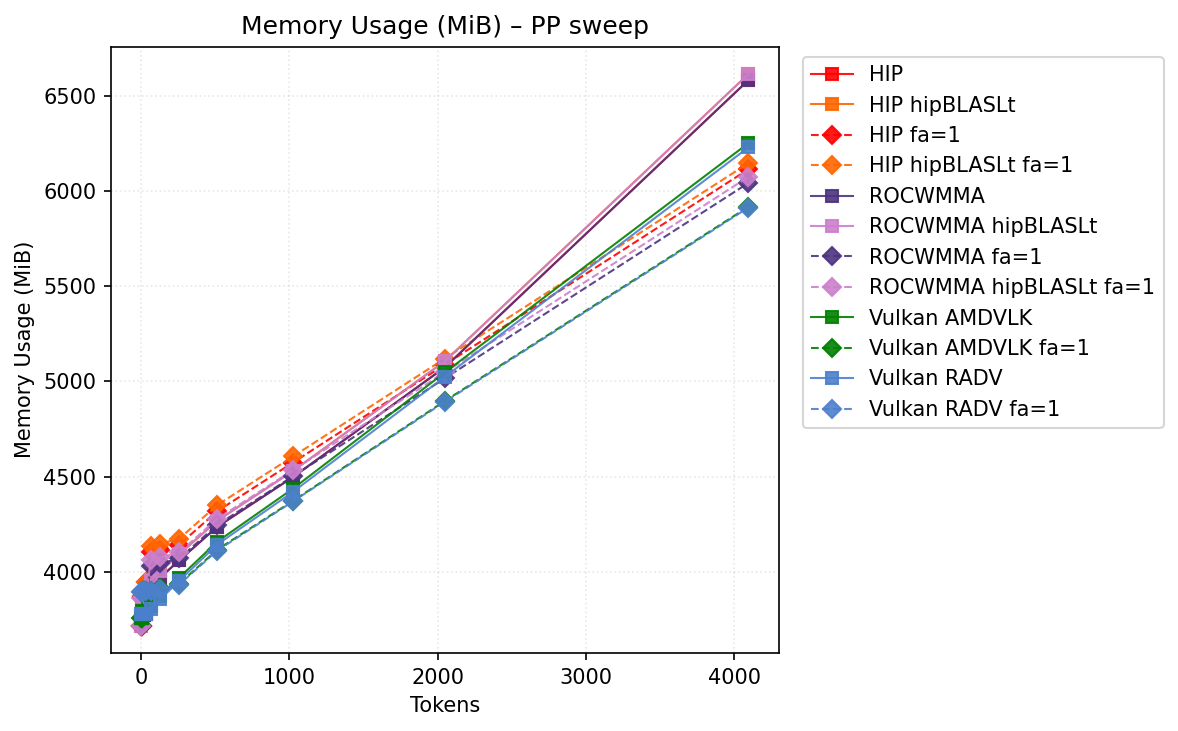 Memory Usage (MiB) – PP sweep
6500
6000
5500
5000
4500
4000
Memory Usage (MiB)
0 1000 2000 3000 4000
Tokens
HIP
HIP hipBLASLt
HIP fa=1
HIP hipBLASLt fa=1
ROCWMMA
ROCWMMA hipBLASLt
ROCWMMA fa=1
ROCWMMA hipBLASLt fa=1
Vulkan AMDVLK
Vulkan AMDVLK fa=1
Vulkan RADV
Vulkan RADV fa=1